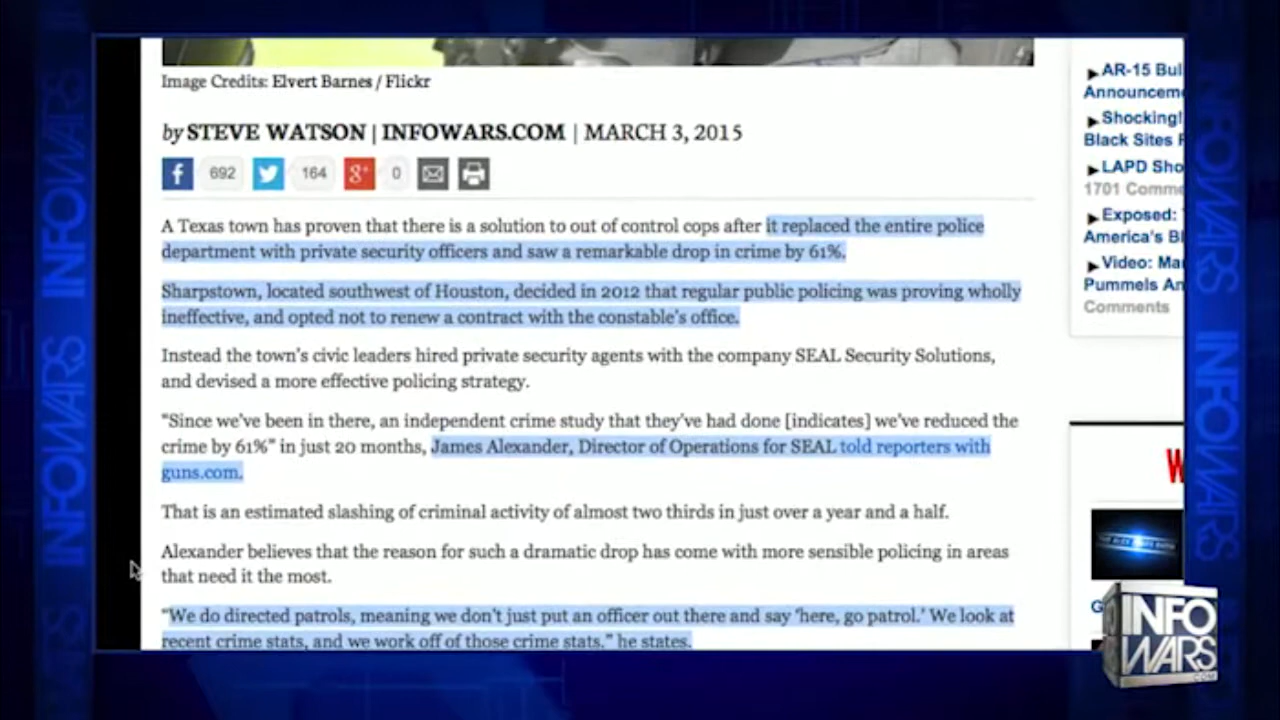 Image Credits: Elvert Barnes / Flickr
by STEVE WATSON | INFOWARS.COM | MARCH 3, 2015
692 164 0
A Texas town has proven that there is a solution to out of control cops after it replaced the entire police
department with private security officers and saw a remarkable drop in crime by 61%.
Sharpstown, located southwest of Houston, decided in 2012 that regular public policing was proving wholly
ineffective, and opted not to renew a contract with the constable's office.
Instead the town's civic leaders hired private security agents with the company SEAL Security Solutions,
and devised a more effective policing strategy.
"Since we've been in there, an independent crime study that they've had done [indicates] we've reduced the
crime by 61%" in just 20 months, James Alexander, Director of Operations for SEAL told reporters with
guns.com.
That is an estimated slashing of criminal activity of almost two thirds in just over a year and a half.
Alexander believes that the reason for such a dramatic drop has come with more sensible policing in areas
that need it the most.
"We do directed patrols, meaning we don't just put an officer out there and say 'here, go patrol.' We look at
recent crime stats, and we work off of those crime stats," he states.
AR-15 Bul
Announcem
Shocking!
Black Sites
LAPD Sho
1701 Comme
Exposed:
America's Bl
Video: Mar
Pummels An
Comments
W
G
INFOWARS
INFOWARS
INFOWARS
INFOWARS
INFO
WARS
.COM